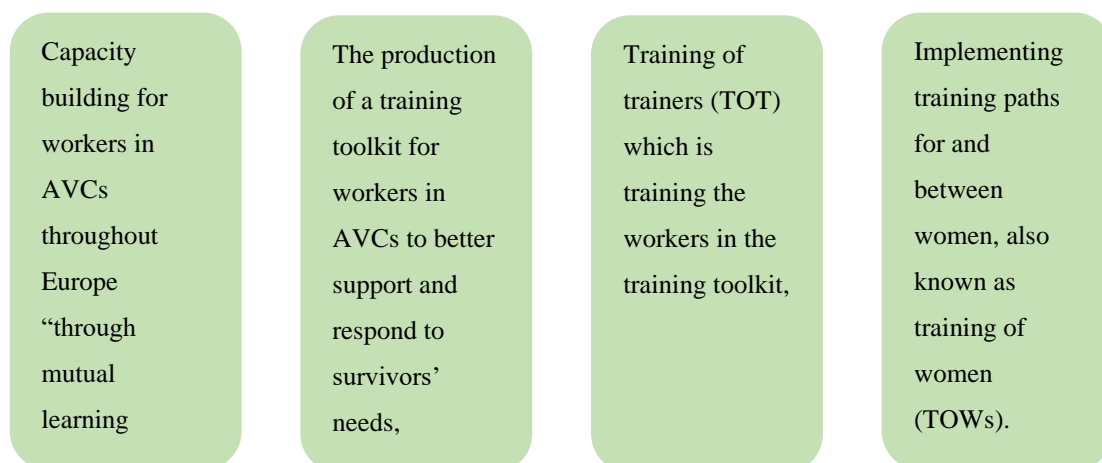 Capacity
building for
workers in
AVCs
throughout
Europe
“through
mutual
learning
The production
of a training
toolkit for
workers in
AVCs to better
support and
respond to
survivors’
needs,
Training of
trainers (TOT)
which is
training the
workers in the
training toolkit,
Implementing
training paths
for and
between
women, also
known as
training of
women
(TOWs).